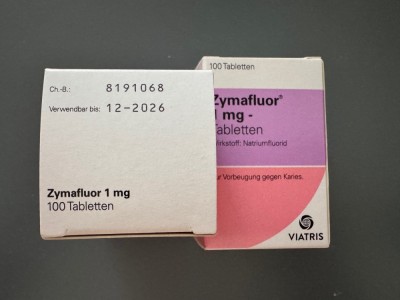 Ch.-B.: 8191068
Verwendbar bis: 12-2026
Zymafluor 1 mg
100 Tabletten
100 Tabletten
Zymafluor®
1 mg -
Tabletten
Wirkstoff: Natriumfluorid
Zur Vorbeugung gegen Karies.
VIATRIS